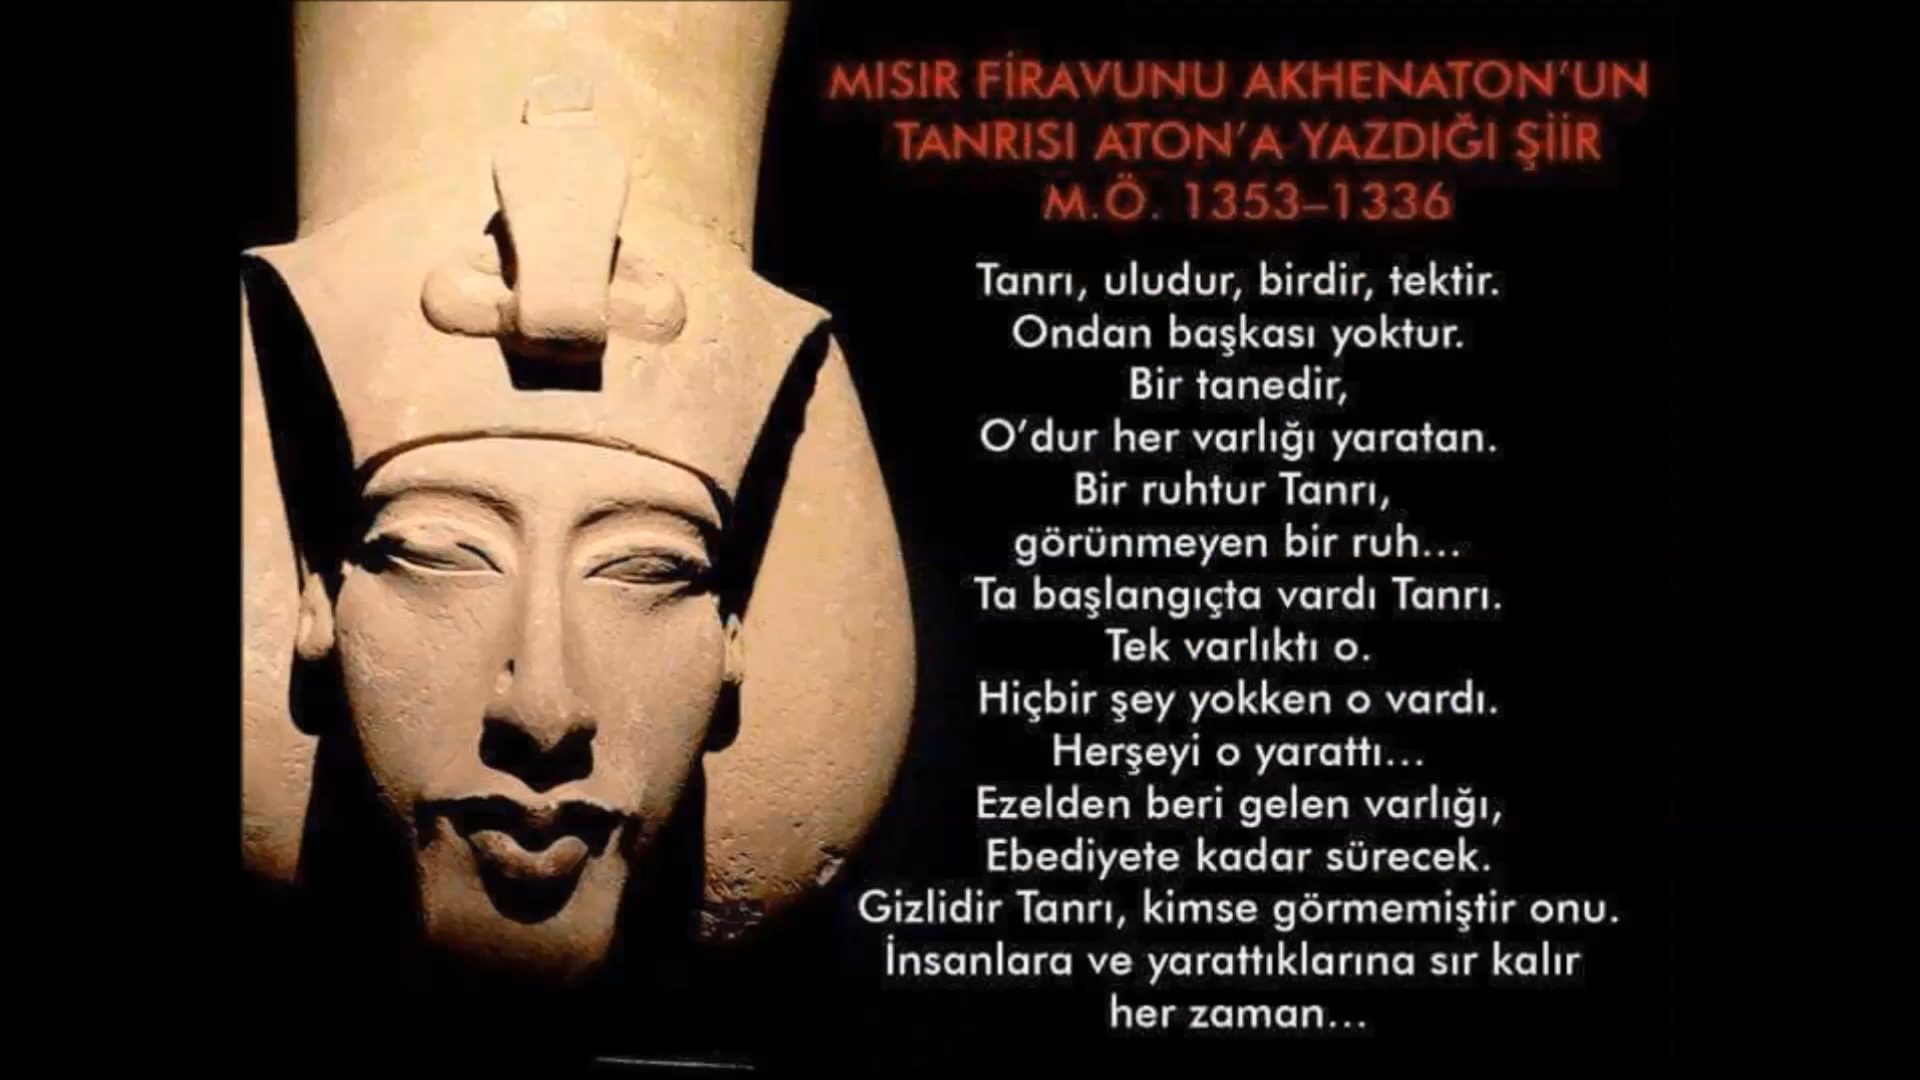 MISIR FİRAVUNU AKHENATON'UN
TANRISI ATON'A YAZDIĞI ŞİİR
M.Ö. 1353–1336
Tanrı, uludur, birdir, tektir.
Ondan başkası yoktur.
Bir tanedir,
O'dur her varlığı yaratan.
Bir ruhtur Tanrı,
görünmeyen bir ruh...
Ta başlangıçta vardı Tanrı.
Tek varlıktı o.
Hiçbir şey yokken o vardı.
Herşeyi o yarattı...
Ezelden beri gelen varlığı,
Ebediyete kadar sürecek.
Gizlidir Tanrı, kimse görmemiştir onu.
İnsanlara ve yarattıklarına sır kalır
her zaman...